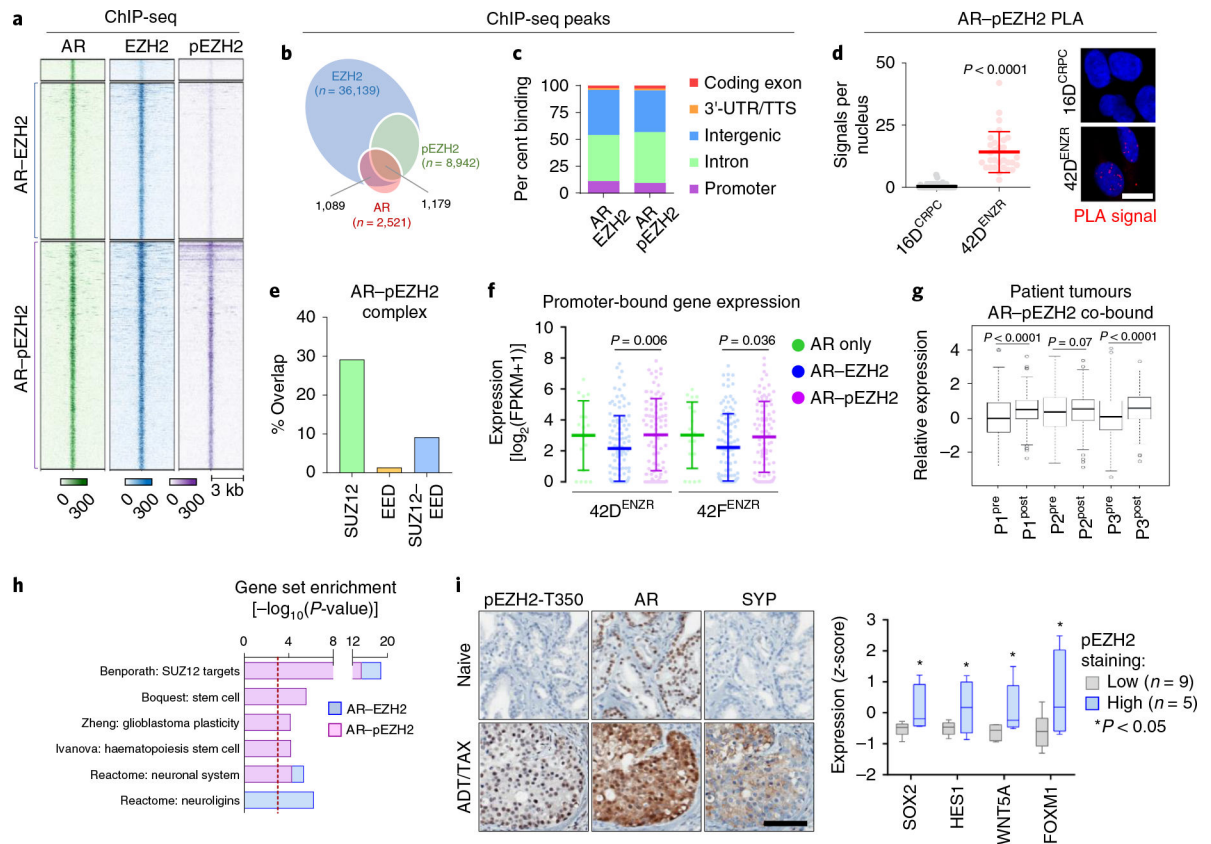 a
ChIP-seq
AR
EZH2
pEZH2
AR–EZH2
AR–pEZH2
0
300
0
300
0
300
3 kb
ChIP-seq peaks
b
EZH2
(n = 36,139)
pEZH2
(n = 8,942)
1,089
1,179
AR
(n = 2,521)
c
Per cent binding
100
75
50
25
0
AR
EZH2
AR
pEZH2
Coding exon
3'-UTR/TTS
Intergenic
Intron
Promoter
AR–pEZH2 PLA
d
Signals per
nucleus
50
25
0
P < 0.0001
16D^CRPC
42D^ENZR
16D^CRPC
42D^ENZR
PLA signal
e
AR–pEZH2
complex
% Overlap
40
30
20
10
0
SUZ12
EED
SUZ12–
EED
f
Promoter-bound gene expression
Expression
[log₂(FPKM+1)]
10
8
6
4
2
0
P = 0.006
P = 0.036
42D^ENZR
42F^ENZR
AR only
AR–EZH2
AR–pEZH2
g
Patient tumours
AR–pEZH2 co-bound
P < 0.0001
P = 0.07
P < 0.0001
Relative expression
4
2
0
−2
P1^pre
P1^post
P2^pre
P2^post
P3^pre
P3^post
h
Gene set enrichment
[–log₁₀(P-value)]
0
4
8
12
20
Benporath: SUZ12 targets
Boquest: stem cell
Zheng: glioblastoma plasticity
Ivanova: haematopoiesis stem cell
Reactome: neuronal system
Reactome: neuroligins
AR–EZH2
AR–pEZH2
i
pEZH2-T350
AR
SYP
Naive
ADT/TAX
Expression (z-score)
3
2
1
0
−1
−2
*
*
*
*
SOX2
HES1
WNT5A
FOXM1
pEZH2
staining:
Low (n = 9)
High (n = 5)
*P < 0.05